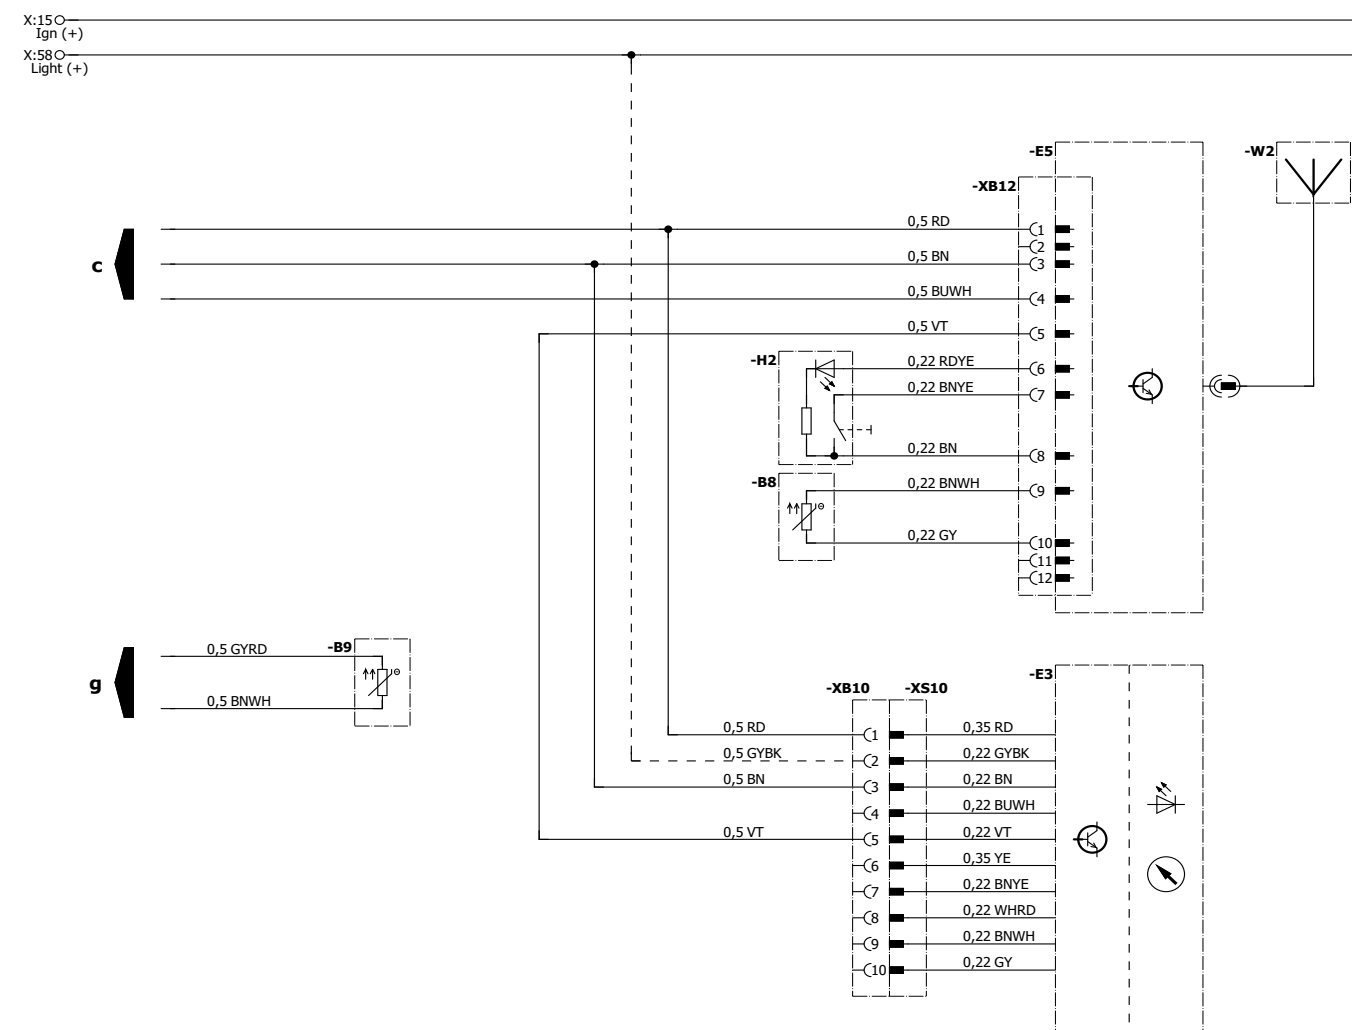 X:15
Ign (+)
X:58
Light (+)
-E5
-W2
-XB12
0,5 RD
1
2
c
0,5 BN
3
0,5 BUWH
4
0,5 VT
5
-H2
0,22 RDYE
6
0,22 BNYE
7
0,22 BN
8
-B8
0,22 BNWH
9
0,22 GY
10
11
12
g
0,5 GYRD
-B9
0,5 BNWH
-E3
-XB10
-XS10
0,5 RD
1
0,35 RD
0,5 GYBK
2
0,22 GYBK
0,5 BN
3
0,22 BN
4
0,22 BUWH
0,5 VT
5
0,22 VT
6
0,35 YE
7
0,22 BNYE
8
0,22 WHRD
9
0,22 BNWH
10
0,22 GY